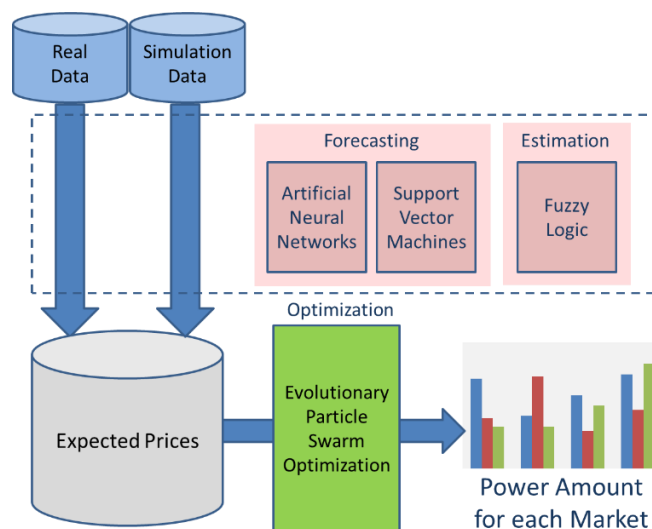 Real
Data
Simulation
Data
Forecasting
Estimation
Artificial
Neural
Networks
Support
Vector
Machines
Fuzzy
Logic
Optimization
Expected Prices
Evolutionary
Particle
Swarm
Optimization
Power Amount
for each Market